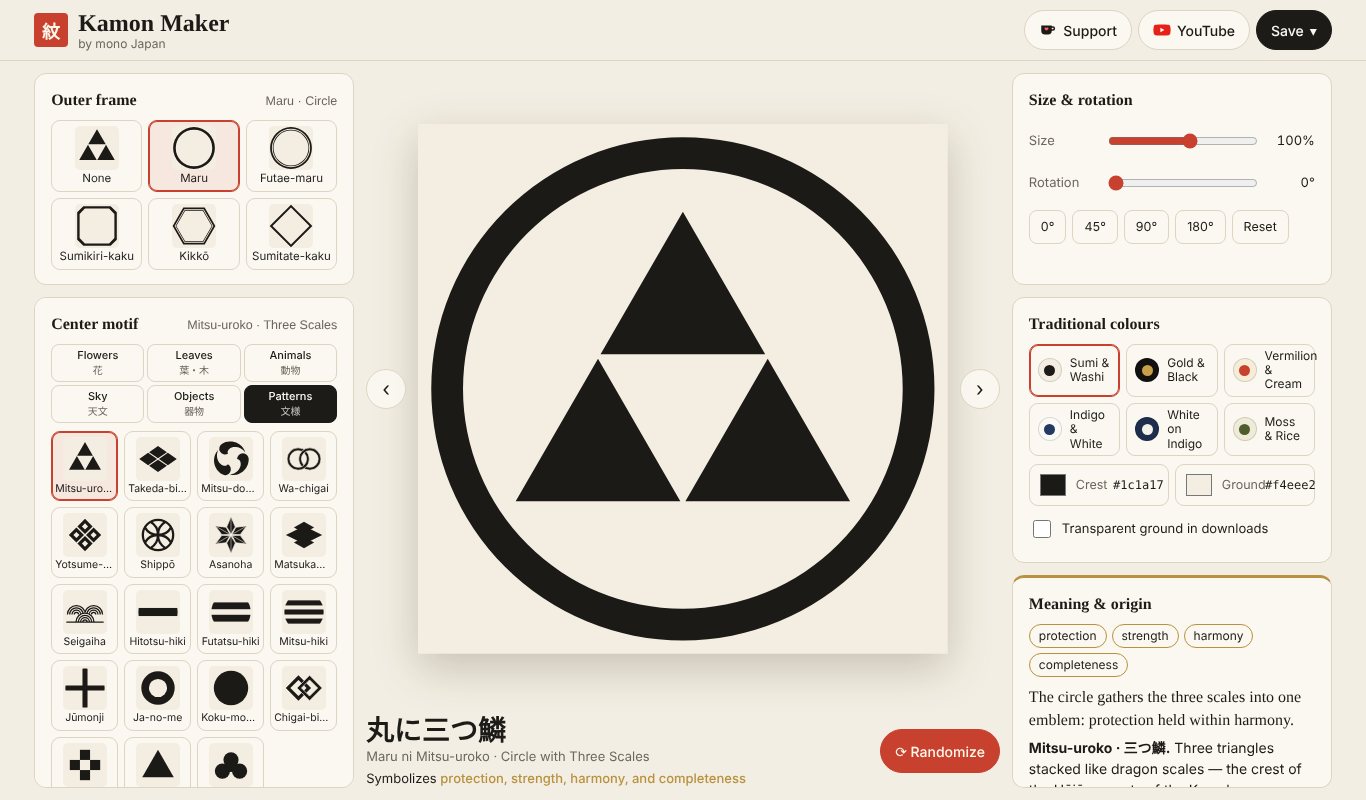 紋
Kamon Maker
by mono Japan
Support
YouTube
Save ▾
Outer frame
Maru · Circle
None
Maru
Futae-maru
Sumikiri-kaku
Kikkō
Sumitate-kaku
Center motif
Mitsu-uroko · Three Scales
Flowers
花
Leaves
葉・木
Animals
動物
Sky
天文
Objects
器物
Patterns
文様
Mitsu-uro...
Takeda-bi...
Mitsu-do...
Wa-chigai
Yotsume-...
Shippō
Asanoha
Matsuka...
Seigaiha
Hitotsu-hiki
Futatsu-hiki
Mitsu-hiki
Jūmonji
Ja-no-me
Koku-mo...
Chigai-bi...
‹
›
丸に三つ鱗
Maru ni Mitsu-uroko · Circle with Three Scales
Symbolizes protection, strength, harmony, and completeness
⟳ Randomize
Size & rotation
Size
100%
Rotation
0°
0°
45°
90°
180°
Reset
Traditional colours
Sumi &
Washi
Gold &
Black
Vermilion
&
Cream
Indigo
&
White
White
on
Indigo
Moss
& Rice
Crest #1c1a17
Ground #f4eee2
Transparent ground in downloads
Meaning & origin
protection
strength
harmony
completeness
The circle gathers the three scales into one
emblem: protection held within harmony.
Mitsu-uroko · 三つ鱗. Three triangles
stacked like dragon scales — the crest of